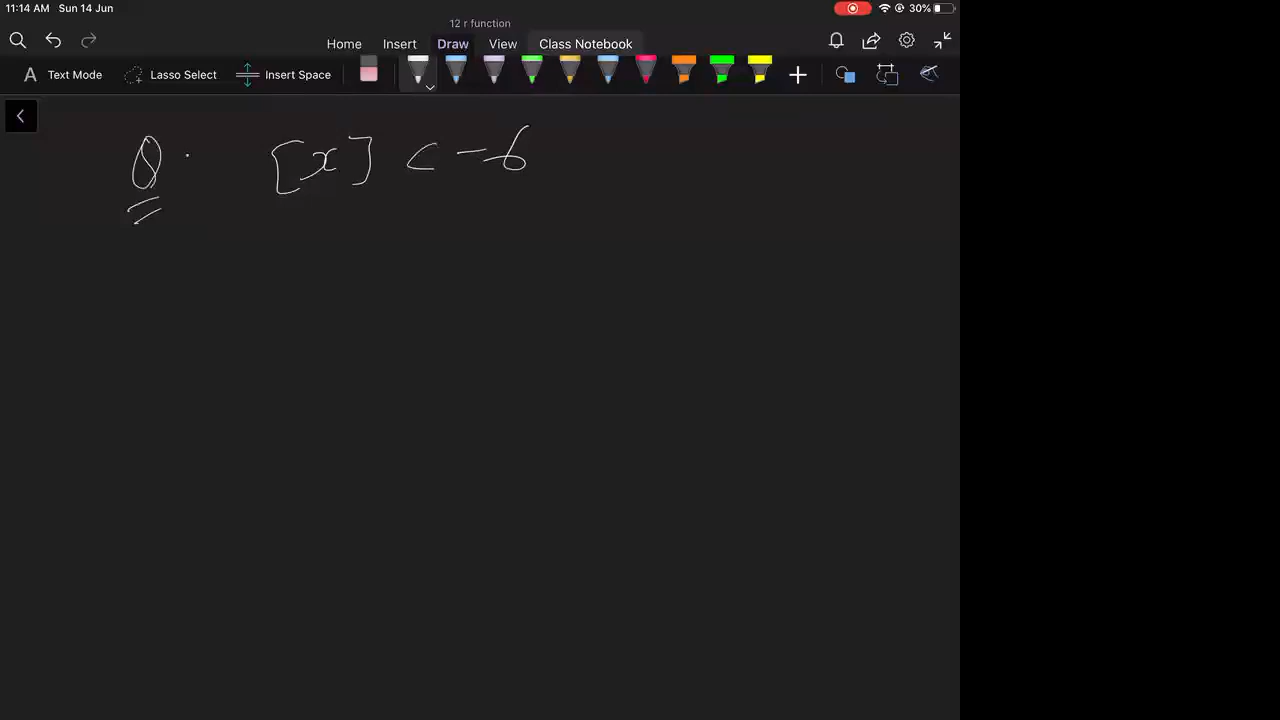 11:14 AM Sun 14 Jun 30%
12 r function
Home Insert Draw View Class Notebook
A Text Mode Lasso Select Insert Space
Q. [x] < -6